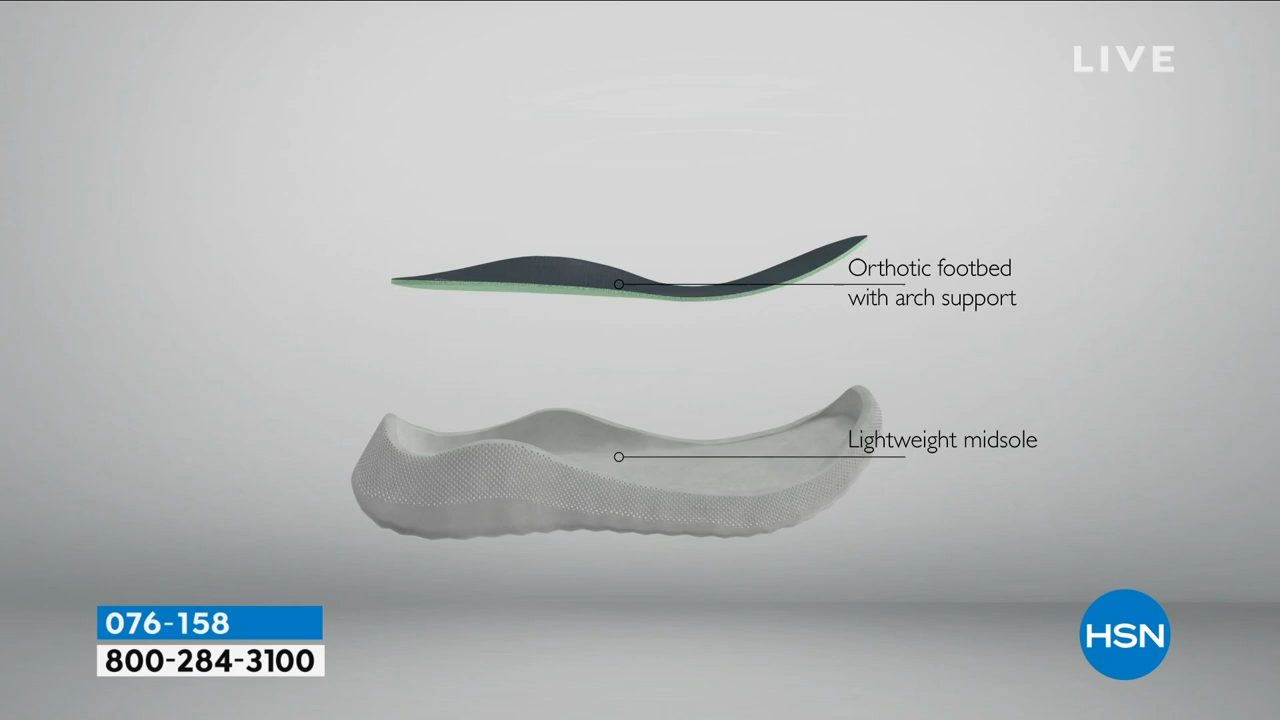 LIVE
Orthotic footbed
with arch support
Lightweight midsole
076-158
800-284-3100
HSN